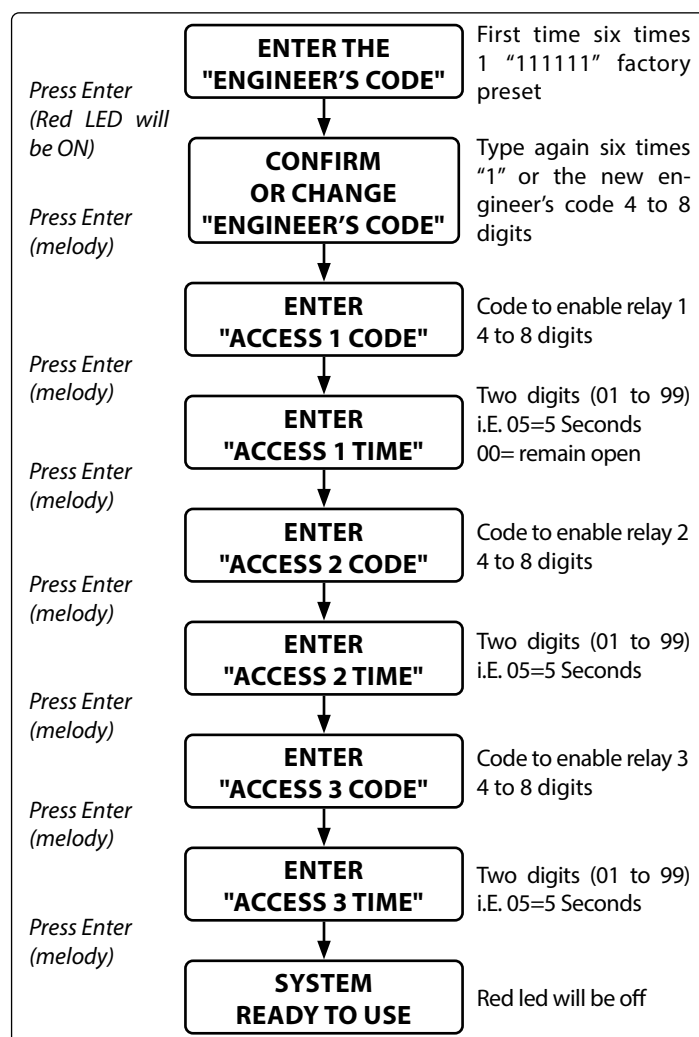 ENTER THE
"ENGINEER’S CODE"
First time six times
1 “111111” factory
preset
Press Enter
(Red LED will
be ON)
CONFIRM
OR CHANGE
"ENGINEER’S CODE"
Type again six times
“1” or the new en-
gineer’s code 4 to 8
digits
Press Enter
(melody)
ENTER
"ACCESS 1 CODE"
Code to enable relay 1
4 to 8 digits
Press Enter
(melody)
ENTER
"ACCESS 1 TIME"
Two digits (01 to 99)
i.E. 05=5 Seconds
00= remain open
Press Enter
(melody)
ENTER
"ACCESS 2 CODE"
Code to enable relay 2
4 to 8 digits
Press Enter
(melody)
ENTER
"ACCESS 2 TIME"
Two digits (01 to 99)
i.E. 05=5 Seconds
Press Enter
(melody)
ENTER
"ACCESS 3 CODE"
Code to enable relay 3
4 to 8 digits
Press Enter
(melody)
ENTER
"ACCESS 3 TIME"
Two digits (01 to 99)
i.E. 05=5 Seconds
Press Enter
(melody)
SYSTEM
READY TO USE
Red led will be off